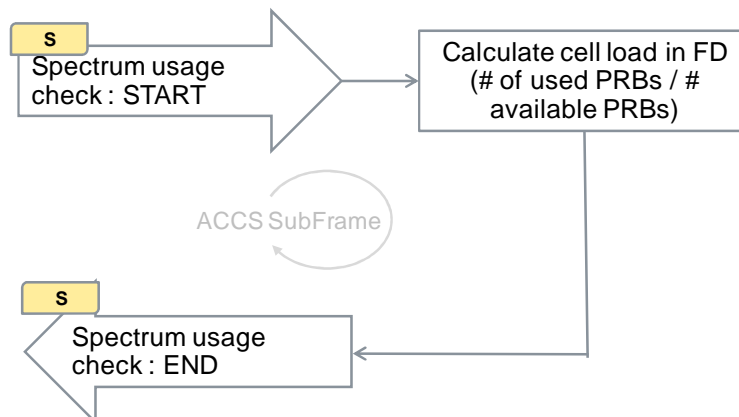 S
Spectrum usage
check : START
Calculate cell load in FD
(# of used PRBs / #
available PRBs)
ACCS SubFrame
S
Spectrum usage
check : END